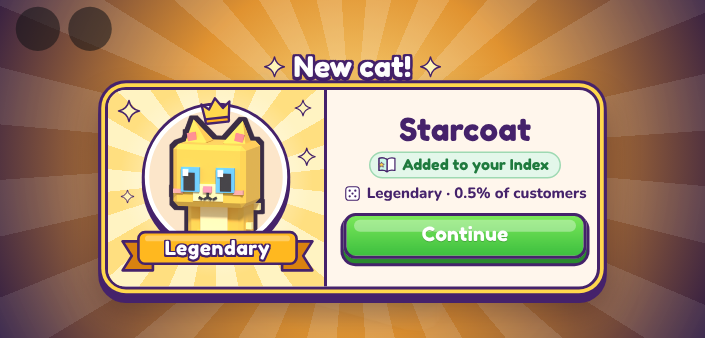 New cat!
Starcoat
Added to your Index
Legendary · 0.5% of customers
Legendary
Continue